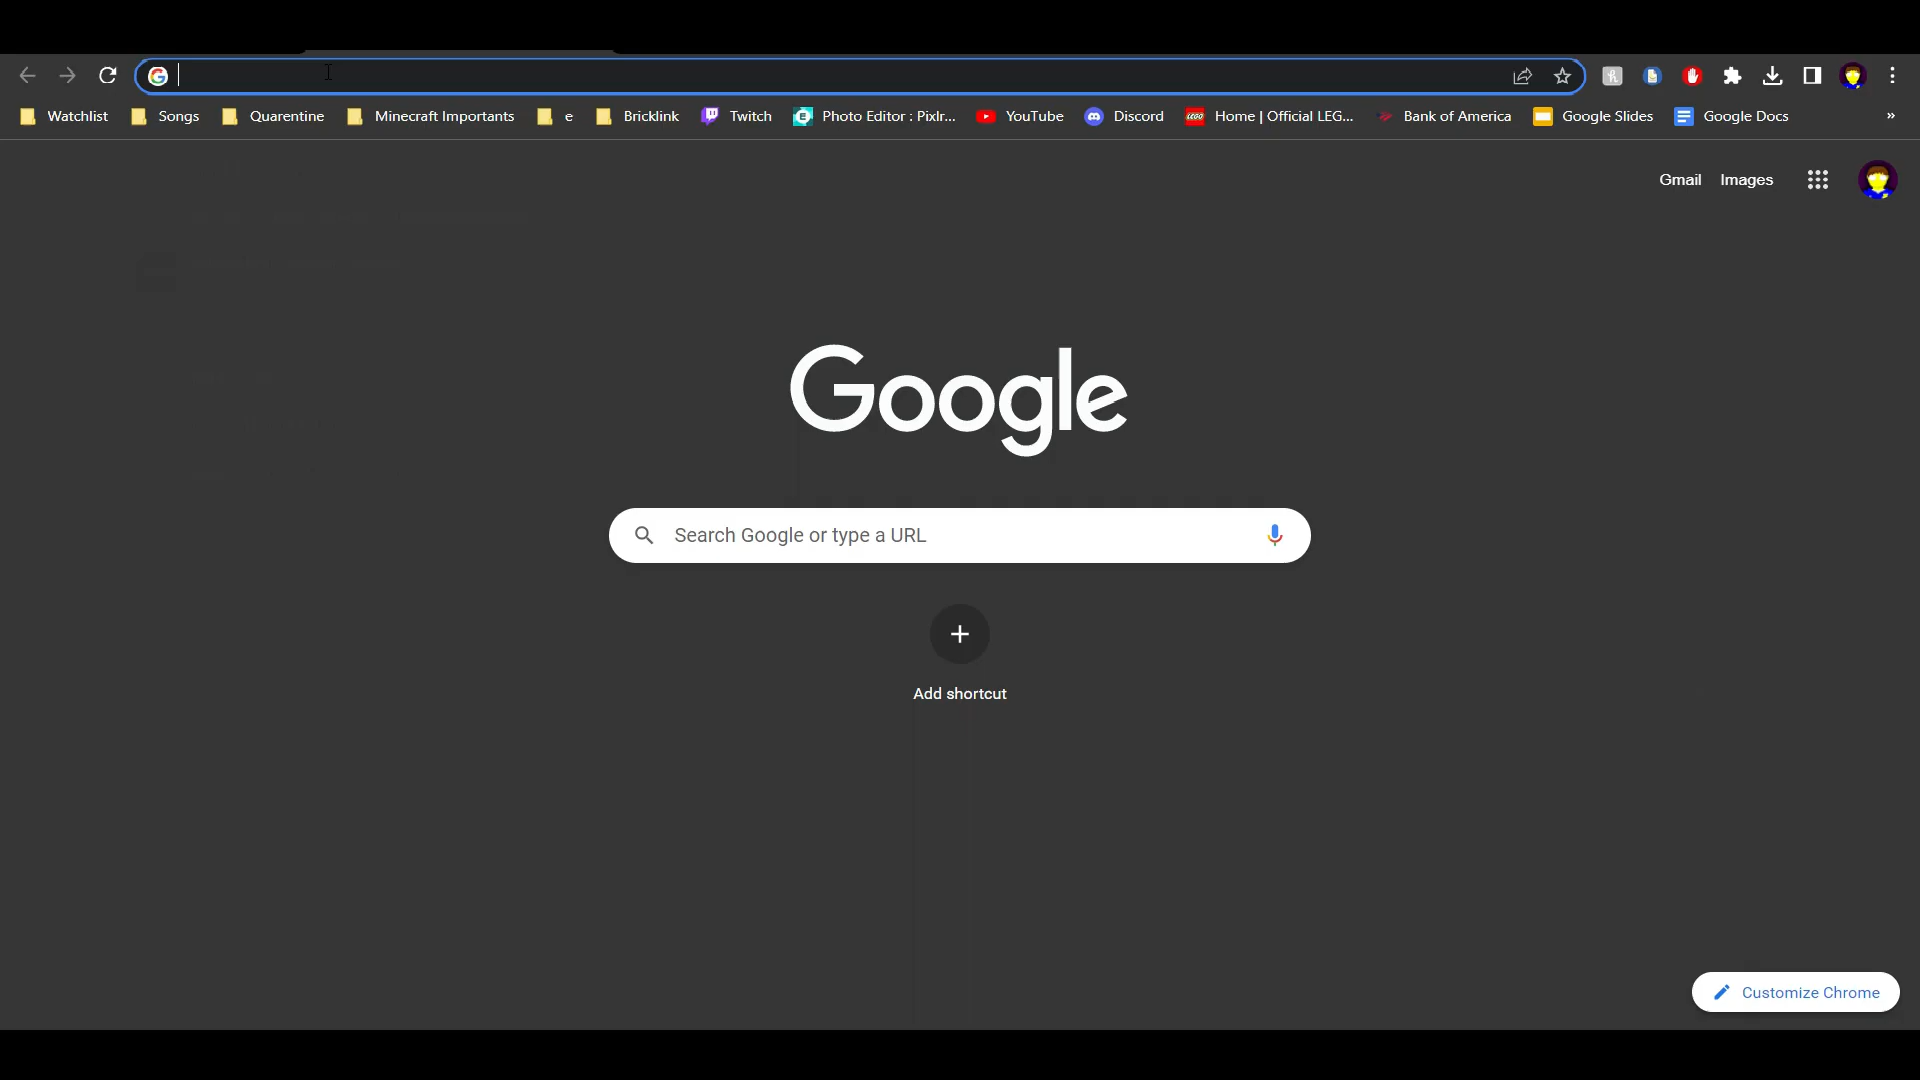 Watchlist Songs Quarentine Minecraft Importants e Bricklink Twitch Photo Editor : Pixlr... YouTube Discord Home | Official LEG... Bank of America Google Slides Google Docs »
Gmail Images
Google
Search Google or type a URL
Add shortcut
Customize Chrome